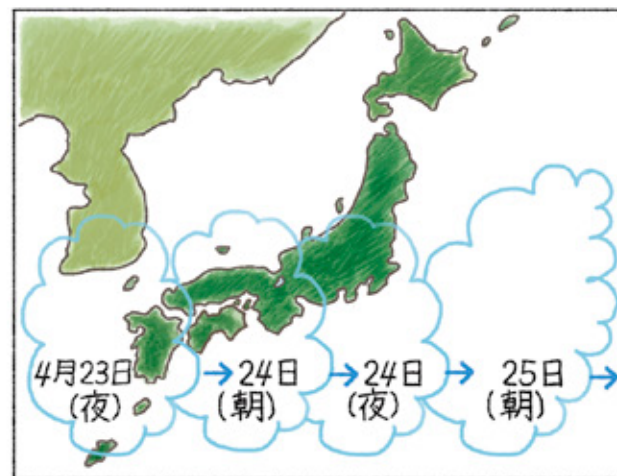 4月23日
(夜)
→24日
(朝)
→24日
(夜)
→ 25日 →
(朝)